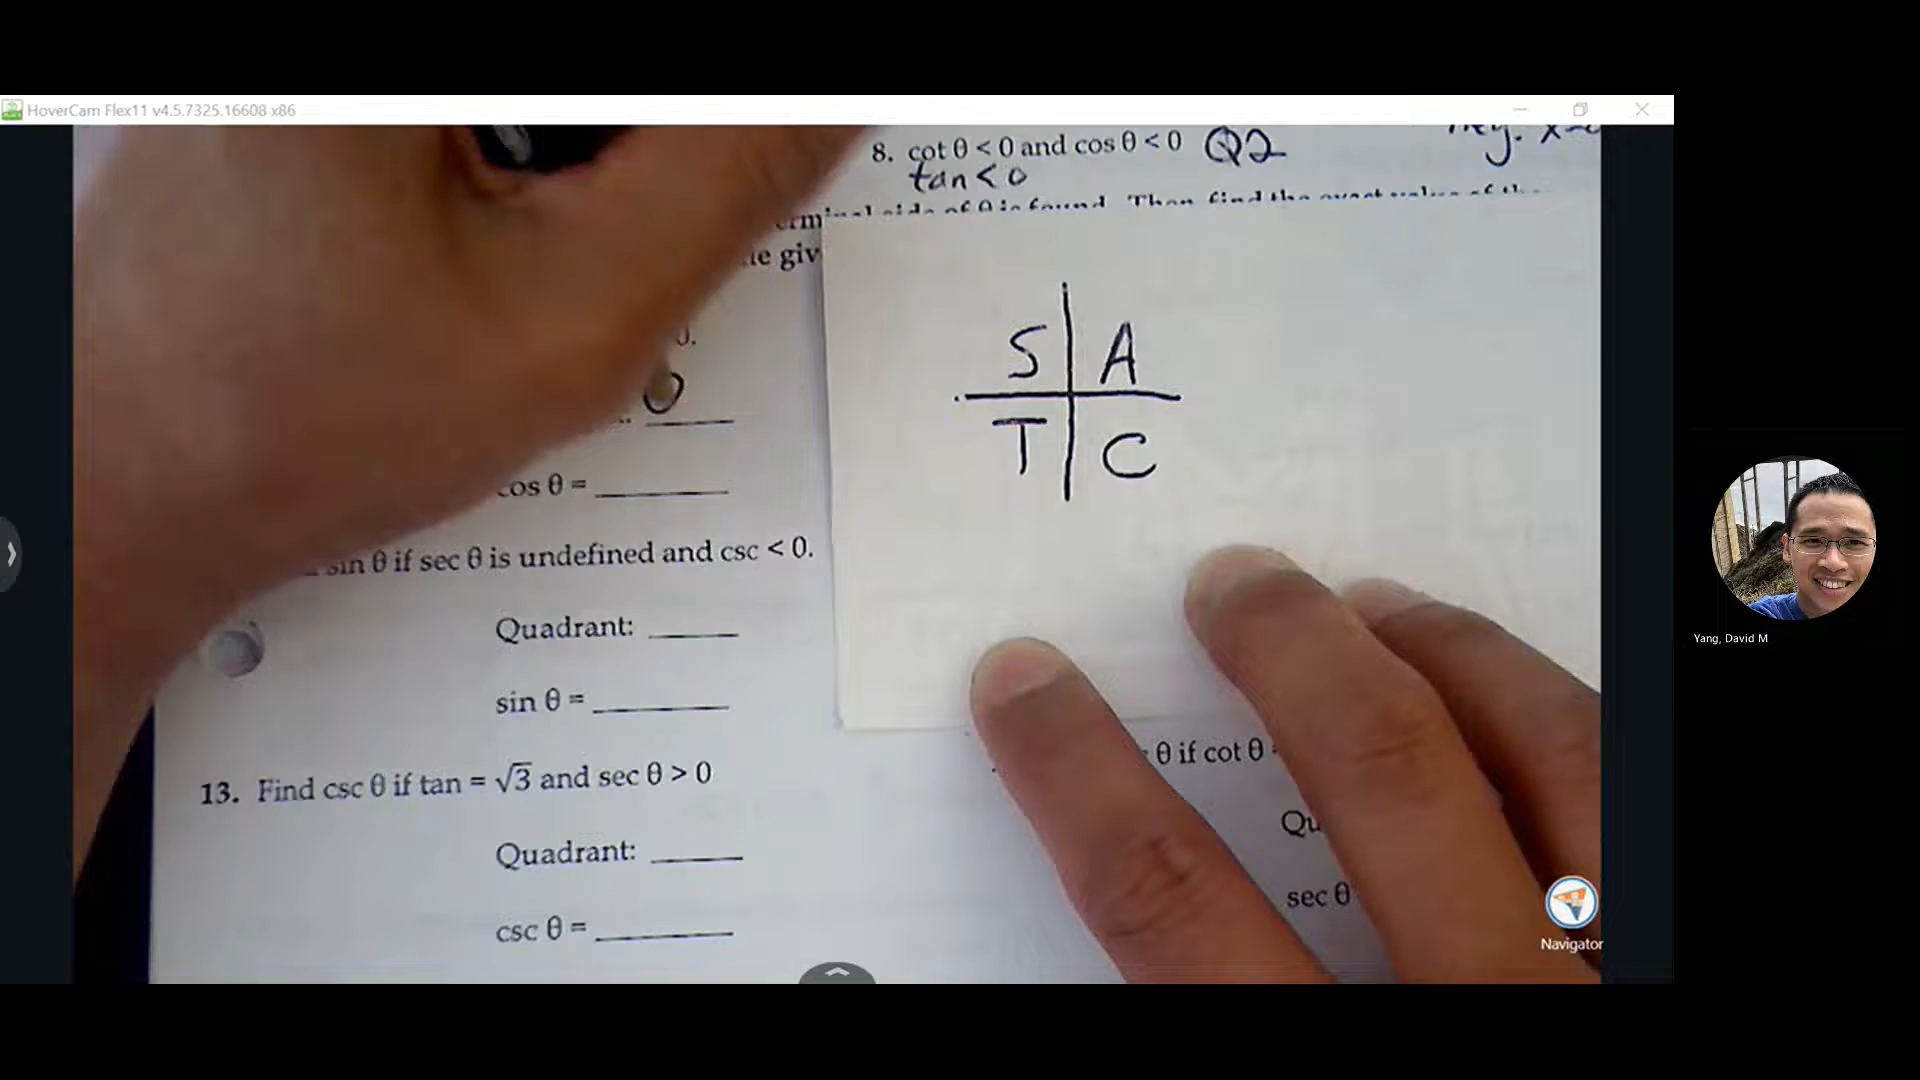 HoverCam Flex11 v4.5.7325.16608 x86
8. cot θ < 0 and cos θ < 0 Q2
tan < 0
cos θ =
sin θ if sec θ is undefined and csc < 0.
Quadrant:
sin θ =
13. Find csc θ if tan = √3 and sec θ > 0
Quadrant:
csc θ =
S A
T C
θ if cot θ
sec θ
Navigator
Yang, David M